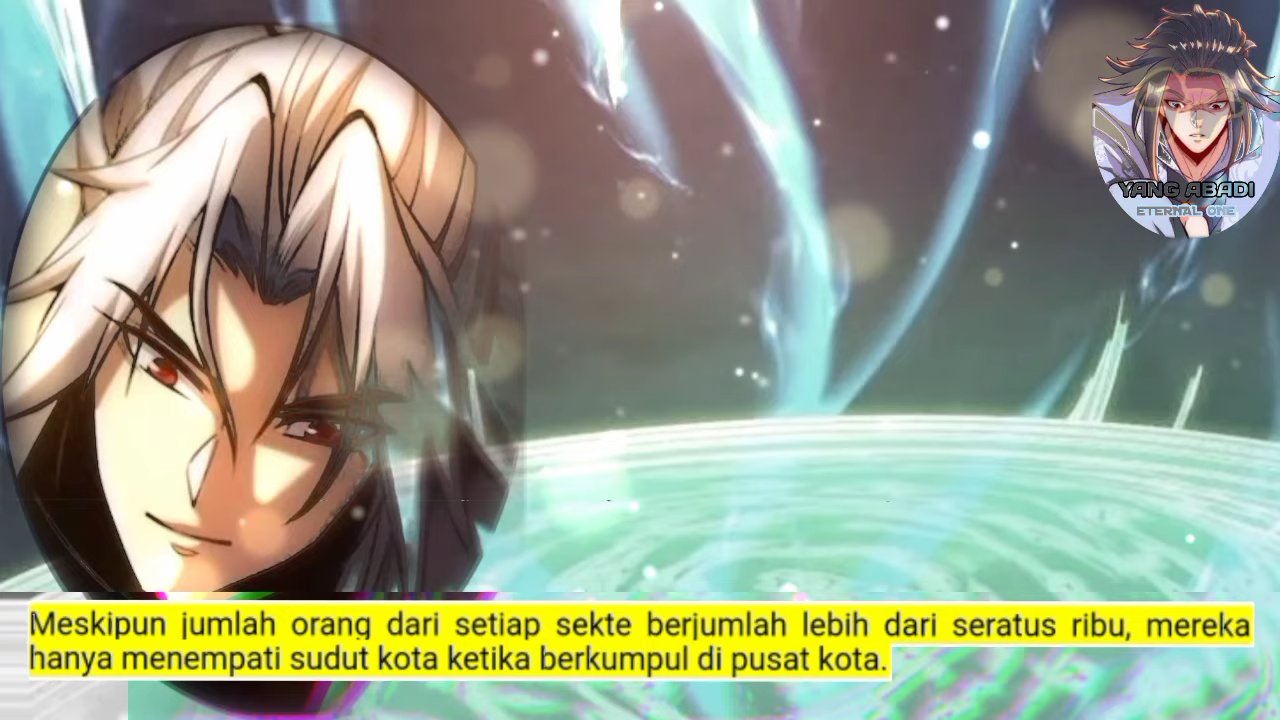 YANG ABADI
ETERNAL ONE
Meskipun jumlah orang dari setiap sekte berjumlah lebih dari seratus ribu, mereka
hanya menempati sudut kota ketika berkumpul di pusat kota.